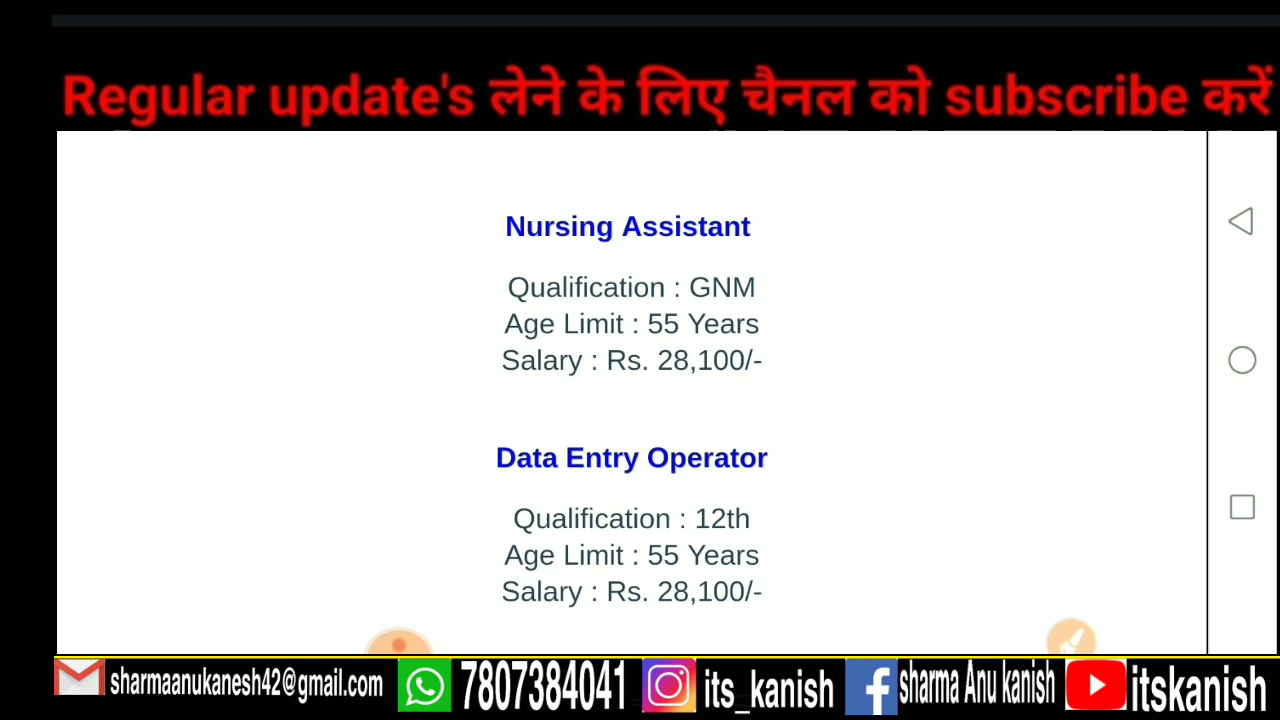 Regular update's लेने के लिए चैनल को subscribe करें
Nursing Assistant
Qualification : GNM
Age Limit : 55 Years
Salary : Rs. 28,100/-
Data Entry Operator
Qualification : 12th
Age Limit : 55 Years
Salary : Rs. 28,100/-
sharmaanukanesh42@gmail.com 7807384041 its_kanish sharma Anu kanish itskanish